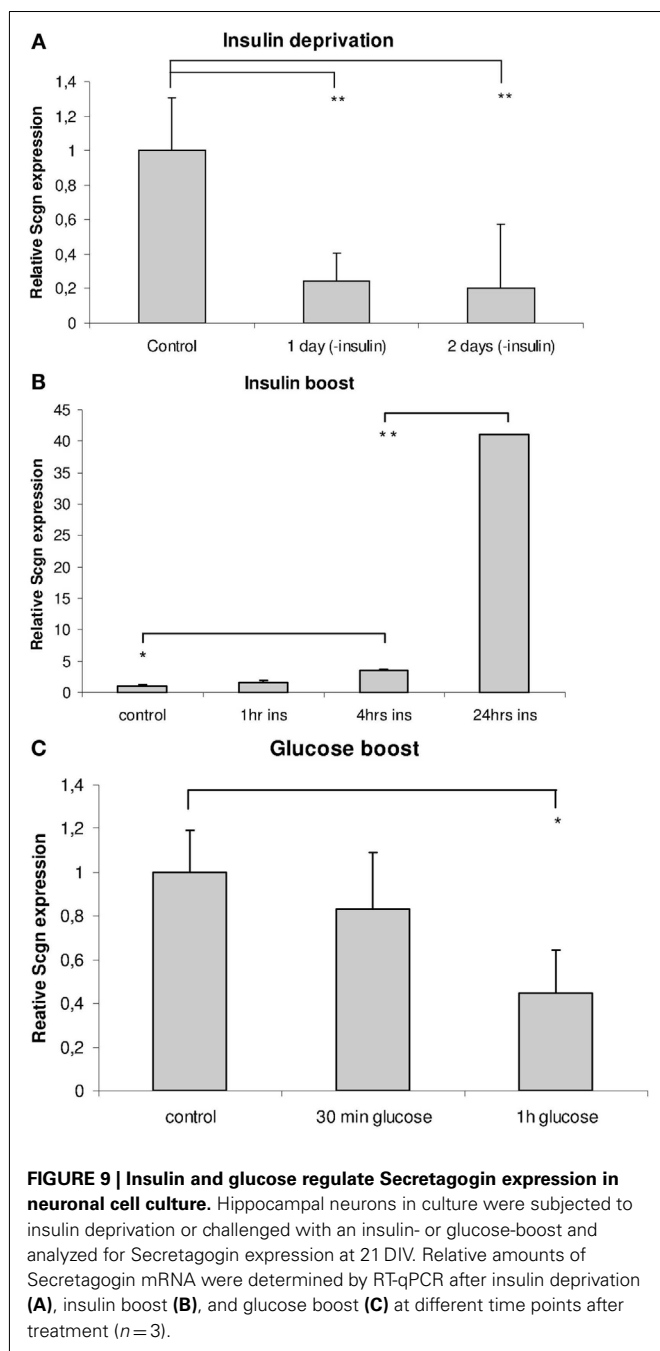 A
Insulin deprivation
1,4
1,2
1
0,8
0,6
0,4
0,2
0
Relative Scgn expression
**
**
Control
1 day (-insulin)
2 days (-insulin)
B
Insulin boost
45
40
35
30
25
20
15
10
5
0
Relative Scgn expression
*
**
control
1hr ins
4hrs ins
24hrs ins
C
Glucose boost
1,4
1,2
1
0,8
0,6
0,4
0,2
0
Reative Scgn expression
*
control
30 min glucose
1h glucose
FIGURE 9 | Insulin and glucose regulate Secretagogin expression in
neuronal cell culture. Hippocampal neurons in culture were subjected to
insulin deprivation or challenged with an insulin- or glucose-boost and
analyzed for Secretagogin expression at 21 DIV. Relative amounts of
Secretagogin mRNA were determined by RT-qPCR after insulin deprivation
(A), insulin boost (B), and glucose boost (C) at different time points after
treatment (n = 3).